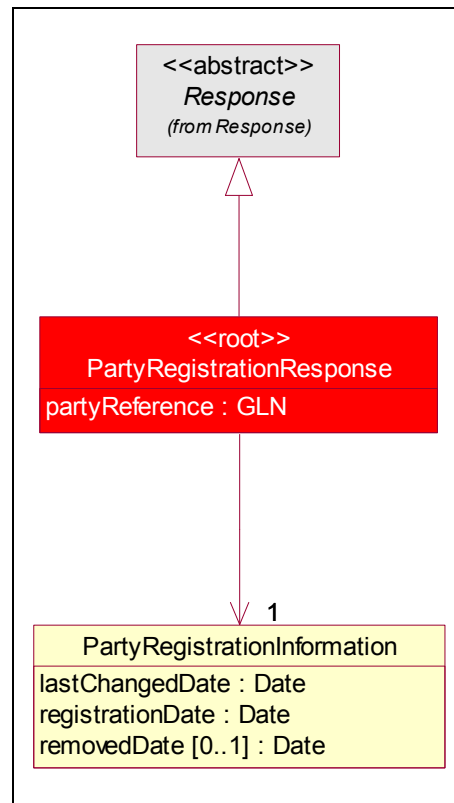 <<abstract>>
Response
(from Response)
<<root>>
PartyRegistrationResponse
partyReference : GLN
1
PartyRegistrationInformation
lastChangedDate : Date
registrationDate : Date
removedDate [0..1] : Date